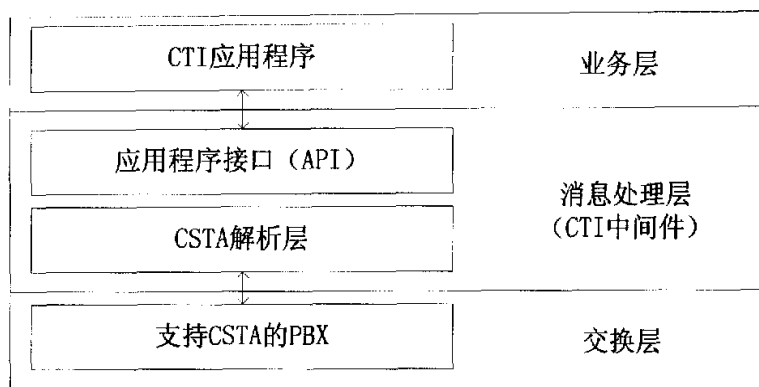 CTI应用程序
业务层
应用程序接口（API）
消息处理层
（CTI中间件）
CSTA解析层
支持CSTA的PBX
交换层